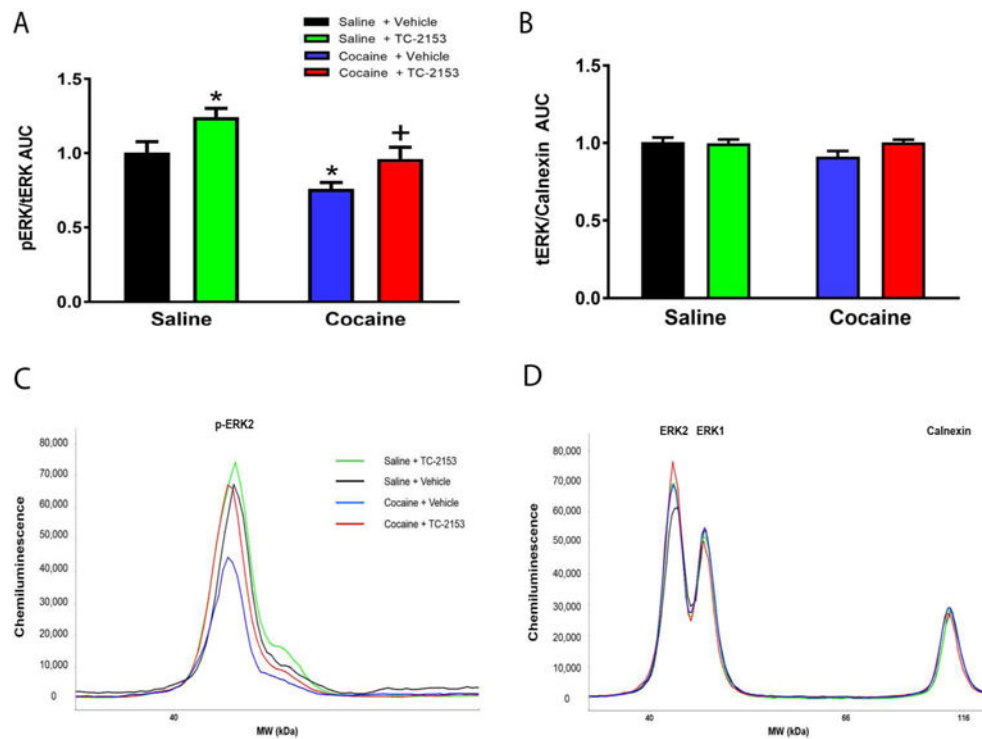 A
Saline + Vehicle
Saline + TC-2153
Cocaine + Vehicle
Cocaine + TC-2153
pERK/tERK AUC
1.5
1.0
0.5
0.0
*
*
+
Saline
Cocaine
B
tERK/Calnexin AUC
1.5
1.0
0.5
0.0
Saline
Cocaine
C
p-ERK2
Chemiluminescence
80,000
70,000
60,000
50,000
40,000
30,000
20,000
10,000
0
Saline + TC-2153
Saline + Vehicle
Cocaine + Vehicle
Cocaine + TC-2153
40
MW (kDa)
D
ERK2 ERK1
Calnexin
Chemiluminescence
80,000
70,000
60,000
50,000
40,000
30,000
20,000
10,000
0
40
66
116
MW (kDa)